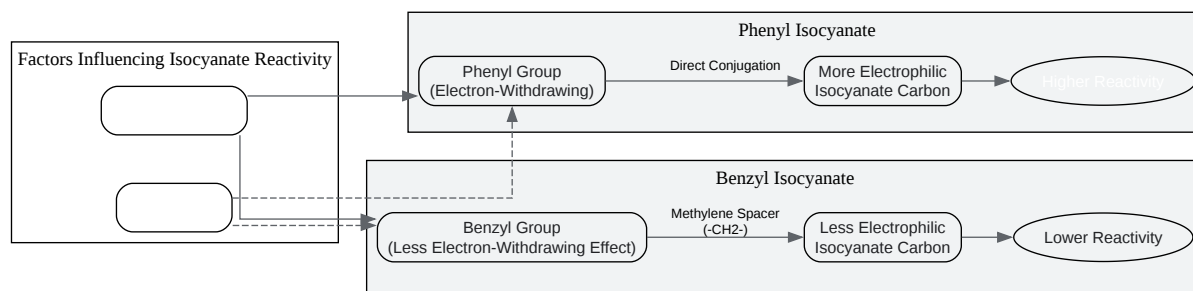 Factors Influencing Isocyanate Reactivity
Phenyl Isocyanate
Phenyl Group
(Electron-Withdrawing)
Direct Conjugation
More Electrophilic
Isocyanate Carbon
Higher Reactivity
Benzyl Isocyanate
Benzyl Group
(Less Electron-Withdrawing Effect)
Methylene Spacer
(-CH2-)
Less Electrophilic
Isocyanate Carbon
Lower Reactivity